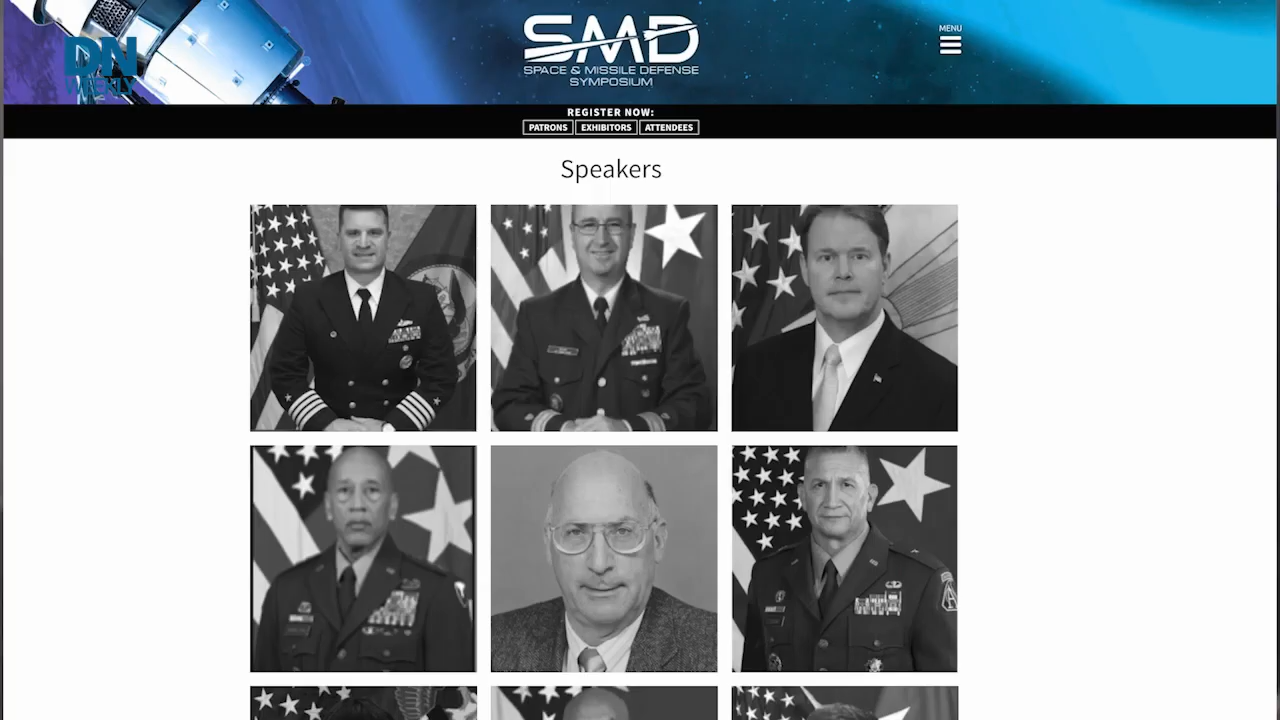 DN
WEEKLY
SMD
SPACE & MISSILE DEFENSE
SYMPOSIUM
MENU
REGISTER NOW:
PATRONS EXHIBITORS ATTENDEES
Speakers